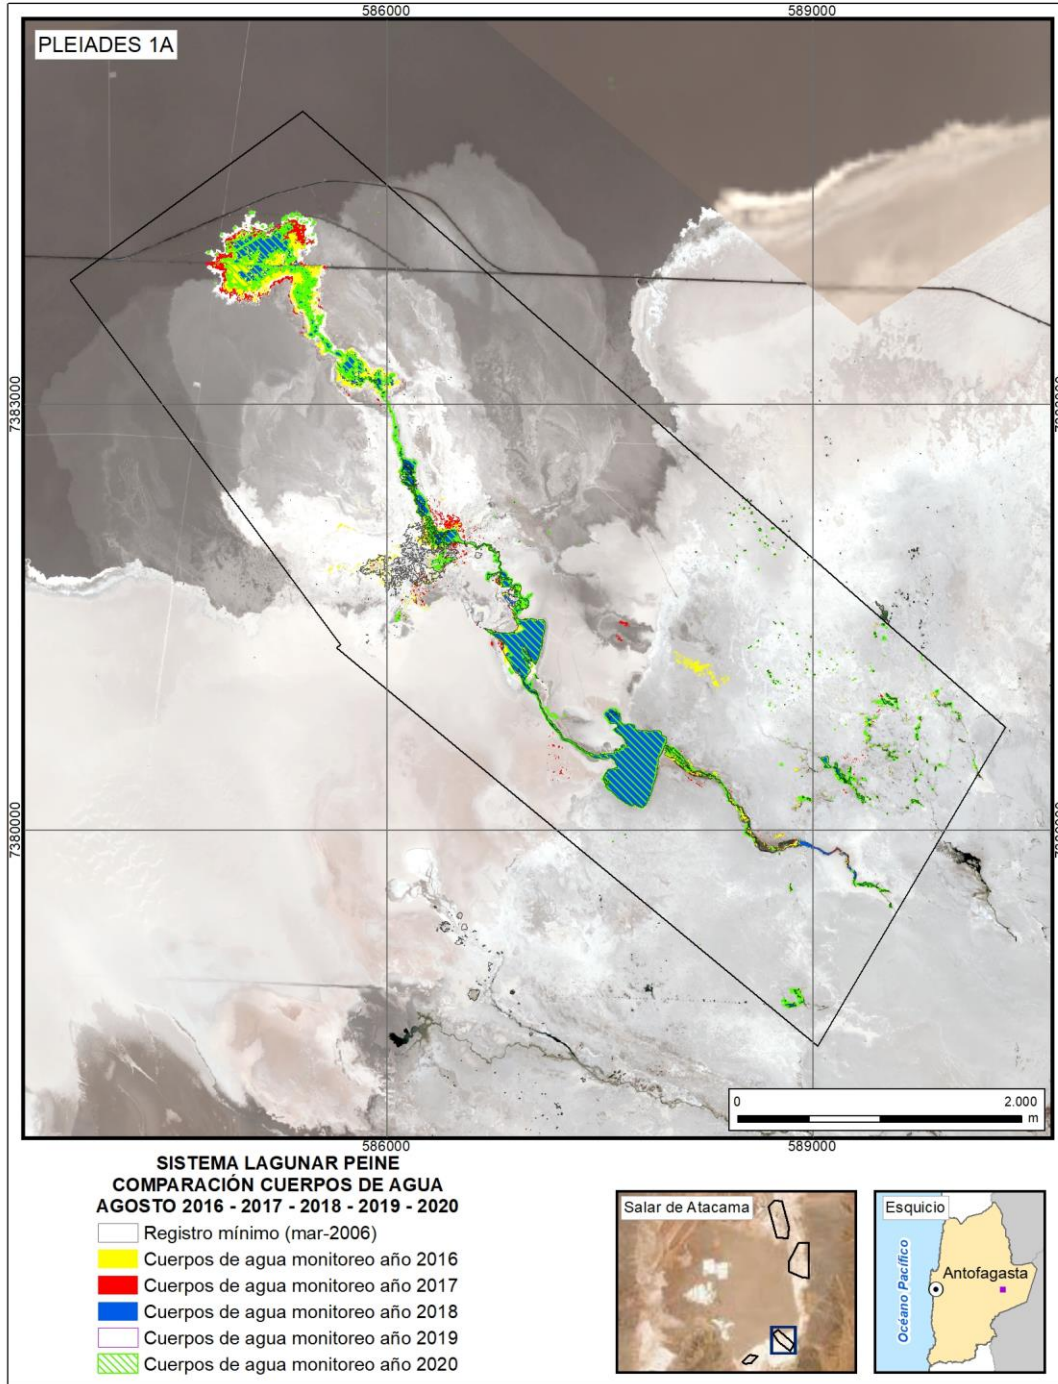 586000
589000
PLEIADES 1A
7383000
7380000
0
2.000
m
586000
589000
SISTEMA LAGUNAR PEINE
COMPARACIÓN CUERPOS DE AGUA
AGOSTO 2016 - 2017 - 2018 - 2019 - 2020
Registro mínimo (mar-2006)
Cuerpos de agua monitoreo año 2016
Cuerpos de agua monitoreo año 2017
Cuerpos de agua monitoreo año 2018
Cuerpos de agua monitoreo año 2019
Cuerpos de agua monitoreo año 2020
Salar de Atacama
Esquicio
Océano Pacífico
Antofagasta